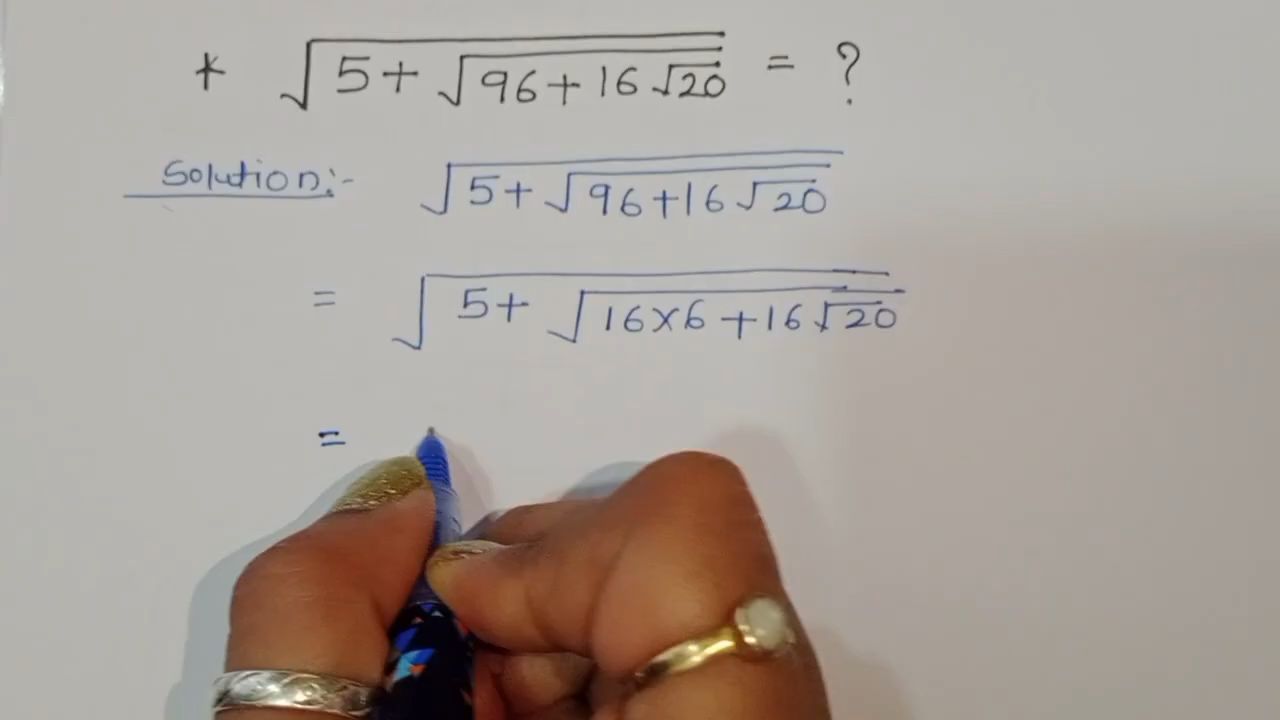 * √(5+√(96+16√20)) = ?
Solution:- √(5+√(96+16√20))
= √(5+√(16×6+16√20))
=